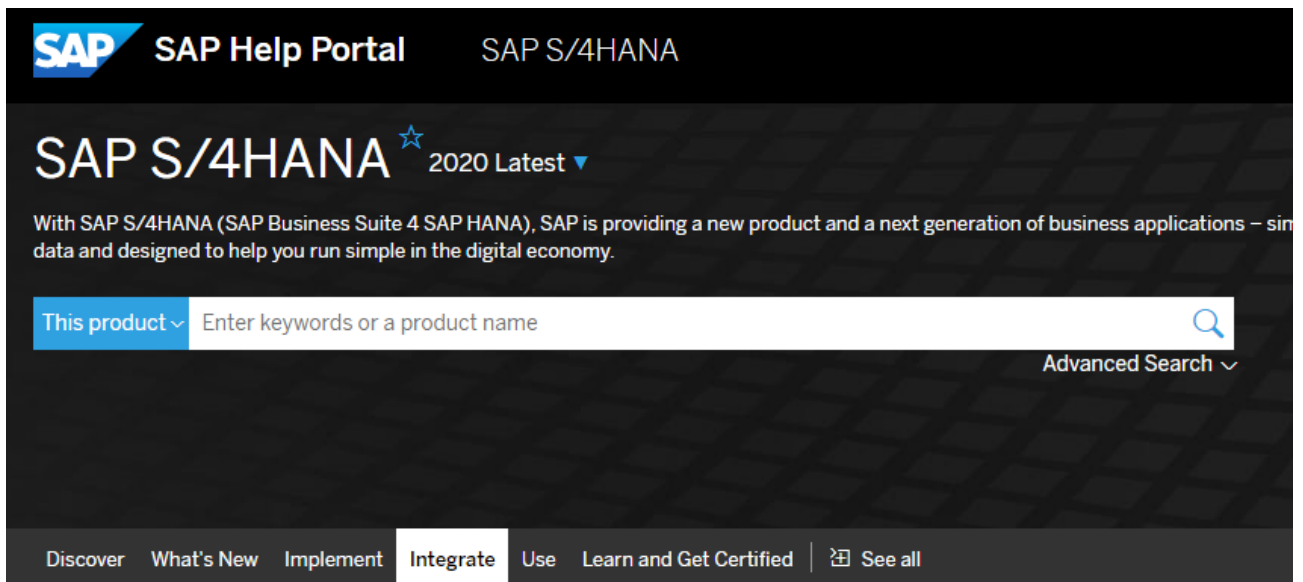 SAP SAP Help Portal SAP S/4HANA
SAP S/4HANA 2020 Latest
With SAP S/4HANA (SAP Business Suite 4 SAP HANA), SAP is providing a new product and a next generation of business applications –
data and designed to help you run simple in the digital economy.
This product Enter keywords or a product name
Advanced Search
Discover What's New Implement Integrate Use Learn and Get Certified See all